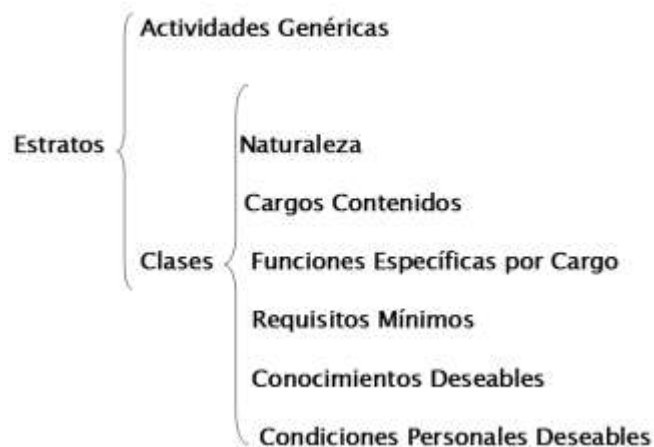 Actividades Genéricas
Estratos
Naturaleza
Cargos Contenidos
Clases
Funciones Específicas por Cargo
Requisitos Mínimos
Conocimientos Deseables
Condiciones Personales Deseables